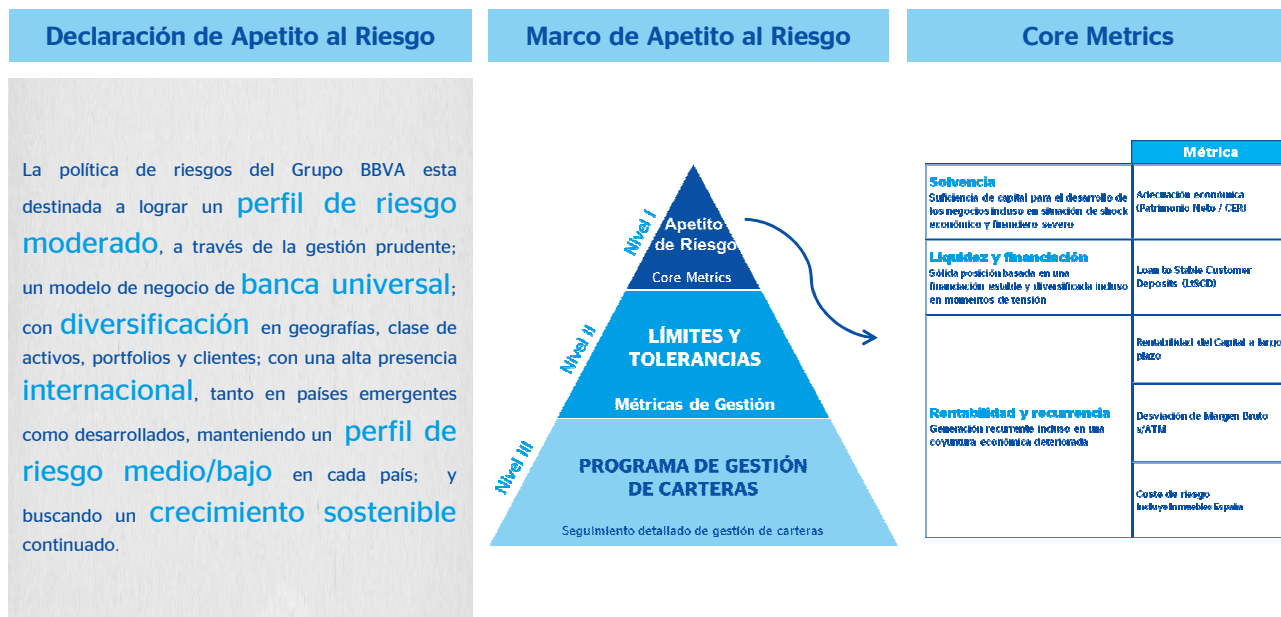 Declaración de Apetito al Riesgo
La política de riesgos del Grupo BBVA esta
destinada a lograr un perfil de riesgo
moderado, a través de la gestión prudente;
un modelo de negocio de banca universal;
con diversificación en geografías, clase de
activos, portfolios y clientes; con una alta presencia
internacional, tanto en países emergentes
como desarrollados, manteniendo un perfil de
riesgo medio/bajo en cada país; y
buscando un crecimiento sostenible
continuado.
Marco de Apetito al Riesgo
Nivel I
Apetito
de Riesgo
Core Metrics
Nivel II
LÍMITES Y
TOLERANCIAS
Métricas de Gestión
Nivel III
PROGRAMA DE GESTIÓN
DE CARTERAS
Seguimiento detallado de gestión de carteras
Core Metrics
Métrica
Solvencia
Suficiencia de capital para el desarrollo de
los negocios incluso en situación de shock
económico y financiero severo
Adecuación económica
(Patrimonio Neto / CER)
Liquidez y financiación
Sólida posición basada en una
financiación estable y diversificada incluso
en momentos de tensión
Loan to Stable Customer
Deposits (LtSCD)
Rentabilidad y recurrencia
Generación recurrente incluso en una
coyuntura económica deteriorada
Rentabilidad del Capital a largo
plazo
Desviación de Margen Bruto
s/ATM
Coste de riesgo
Incluye Inmuebles España